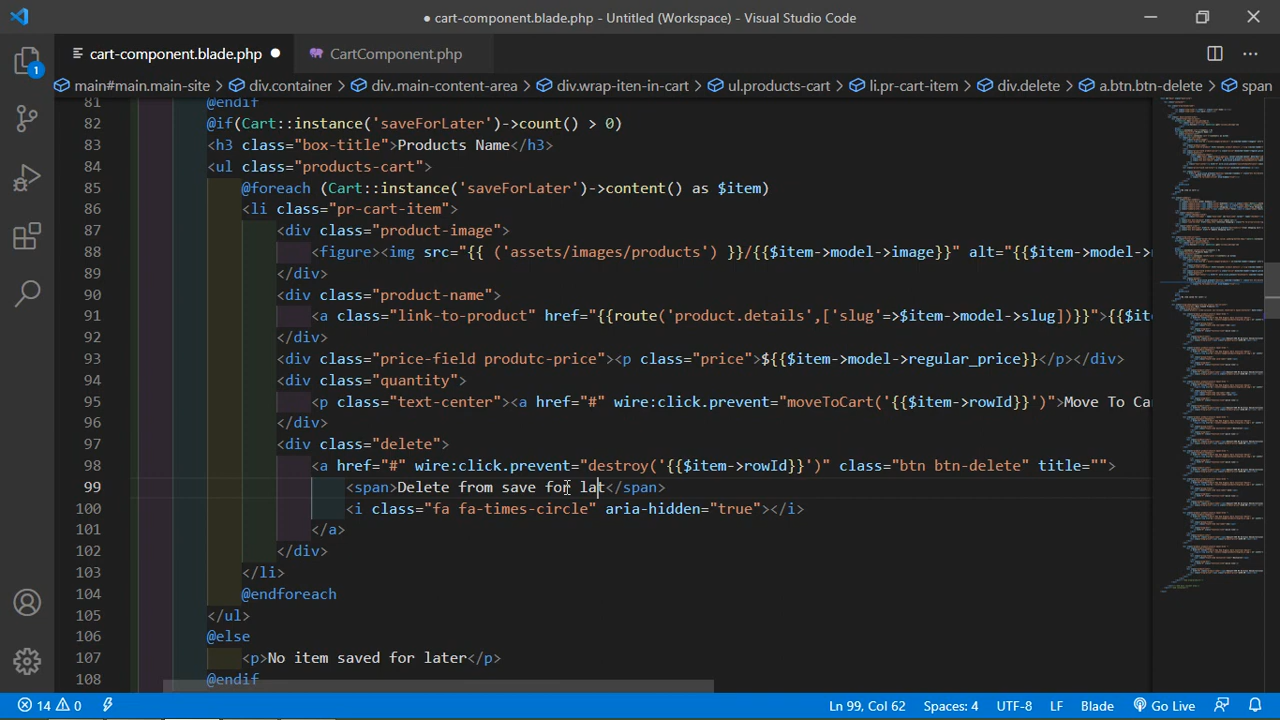 ● cart-component.blade.php - Untitled (Workspace) - Visual Studio Code
cart-component.blade.php ●
CartComponent.php
1
main#main.main-site > div.container > div..main-content-area > div.wrap-iten-in-cart > ul.products-cart > li.pr-cart-item > div.delete > a.btn.btn-delete > span
81 @endif
82 @if(Cart::instance('saveForLater')->count() > 0)
83 <h3 class="box-title">Products Name</h3>
84 <ul class="products-cart">
85 @foreach (Cart::instance('saveForLater')->content() as $item)
86 <li class="pr-cart-item">
87 <div class="product-image">
88 <figure><img src="{{ ('assets/images/products') }}/{{$item->model->image}}" alt="{{$item->model->
89 </div>
90 <div class="product-name">
91 <a class="link-to-product" href="{{route('product.details',['slug'=>$item->model->slug])}}">{{$ite
92 </div>
93 <div class="price-field produtc-price"><p class="price">${{$item->model->regular_price}}</p></div>
94 <div class="quantity">
95 <p class="text-center"><a href="#" wire:click.prevent="moveToCart('{{$item->rowId}}')">Move To Ca
96 </div>
97 <div class="delete">
98 <a href="#" wire:click.prevent="destroy('{{$item->rowId}}')" class="btn btn-delete" title="">
99 <span>Delete from save for lat</span>
100 <i class="fa fa-times-circle" aria-hidden="true"></i>
101 </a>
102 </div>
103 </li>
104 @endforeach
105 </ul>
106 @else
107 <p>No item saved for later</p>
108 @endif
14 0 Ln 99, Col 62 Spaces: 4 UTF-8 LF Blade Go Live